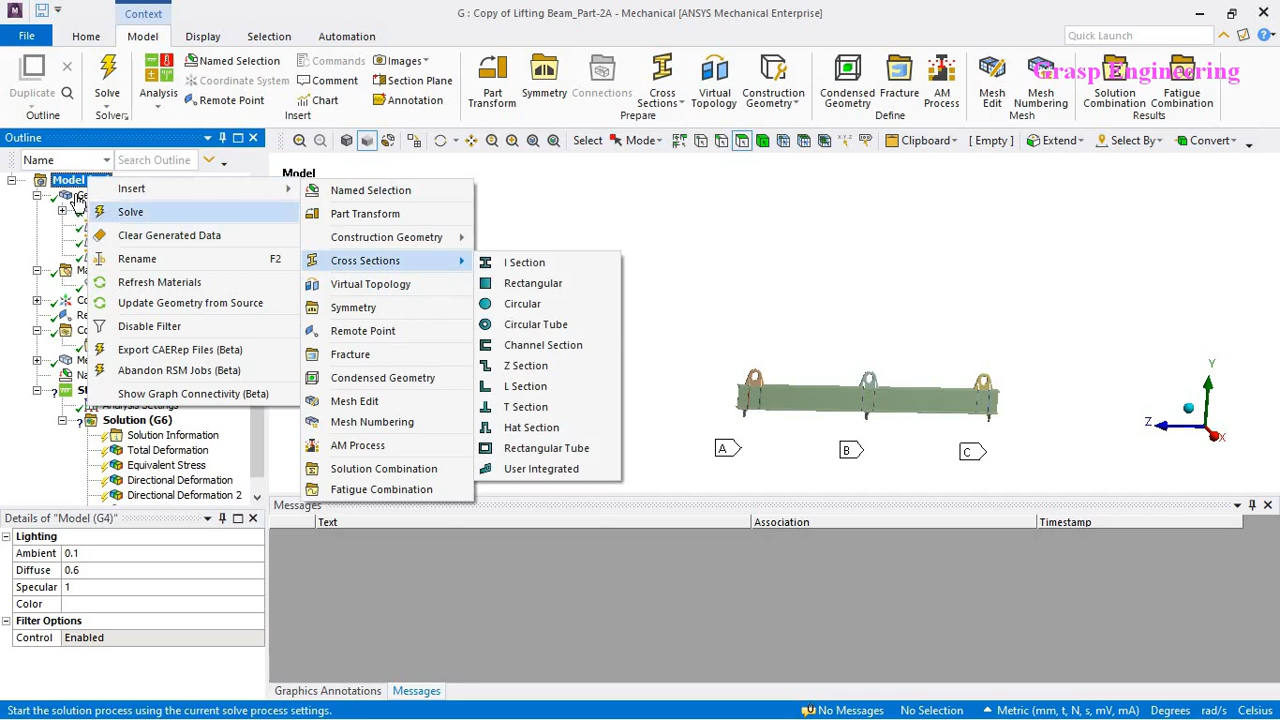 Context
G : Copy of Lifting Beam_Part-2A - Mechanical [ANSYS Mechanical Enterprise]
File
Home
Model
Display
Selection
Automation
Quick Launch
Duplicate
Outline
Solve
Solvers
Analysis
Named Selection
Coordinate System
Remote Point
Commands
Comment
Chart
Images
Section Plane
Annotation
Insert
Part
Transform
Symmetry
Connections
Cross
Sections
Virtual
Topology
Construction
Geometry
Prepare
Condensed
Geometry
Fracture
AM
Process
Define
Mesh
Edit
Mesh
Numbering
Mesh
Solution
Combination
Fatigue
Combination
Results
Grasp Engineering
Outline
Select
Mode
Clipboard
[ Empty ]
Extend
Select By
Convert
Name
Search Outline
Model
Model
Insert
Solve
Clear Generated Data
Rename F2
Refresh Materials
Update Geometry from Source
Disable Filter
Export CAERep Files (Beta)
Abandon RSM Jobs (Beta)
Show Graph Connectivity (Beta)
Named Selection
Part Transform
Construction Geometry
Cross Sections
Virtual Topology
Symmetry
Remote Point
Fracture
Condensed Geometry
Mesh Edit
Mesh Numbering
AM Process
Solution Combination
Fatigue Combination
I Section
Rectangular
Circular
Circular Tube
Channel Section
Z Section
L Section
T Section
Hat Section
Rectangular Tube
User Integrated
Solution (G6)
Solution Information
Total Deformation
Equivalent Stress
Directional Deformation
Directional Deformation 2
A
B
C
Y
Z
X
Details of "Model (G4)"
Lighting
Ambient 0.1
Diffuse 0.6
Specular 1
Color
Filter Options
Control Enabled
Messages
Text Association Timestamp
Graphics Annotations
Messages
Start the solution process using the current solve process settings.
No Messages
No Selection
Metric (mm, t, N, s, mV, mA)
Degrees
rad/s
Celsius